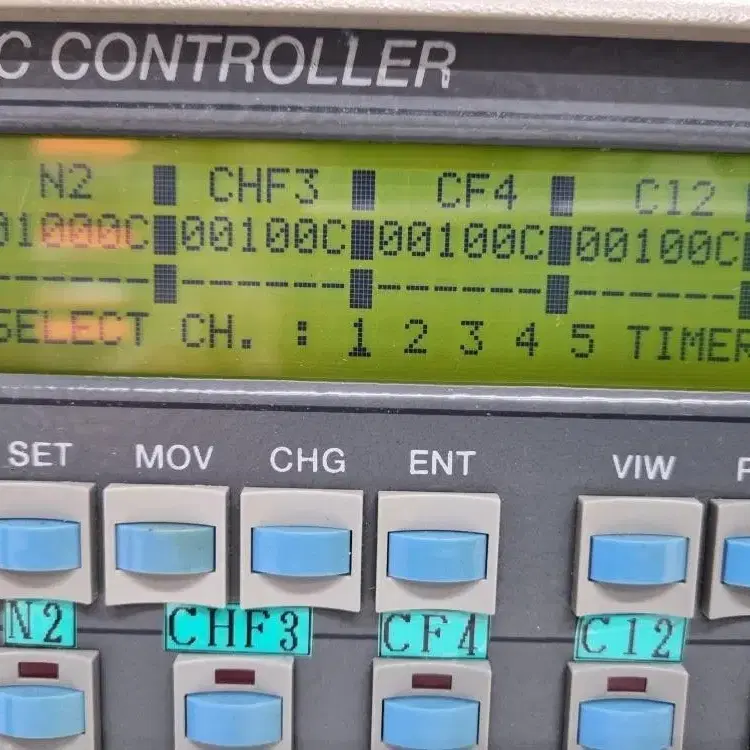 C CONTROLLER
N2 CHF3 CF4 C12
01000C 00100C 00100C 00100C
SELECT CH. : 1 2 3 4 5 TIMER
SET MOV CHG ENT VIW
N2 CHF3 CF4 C12